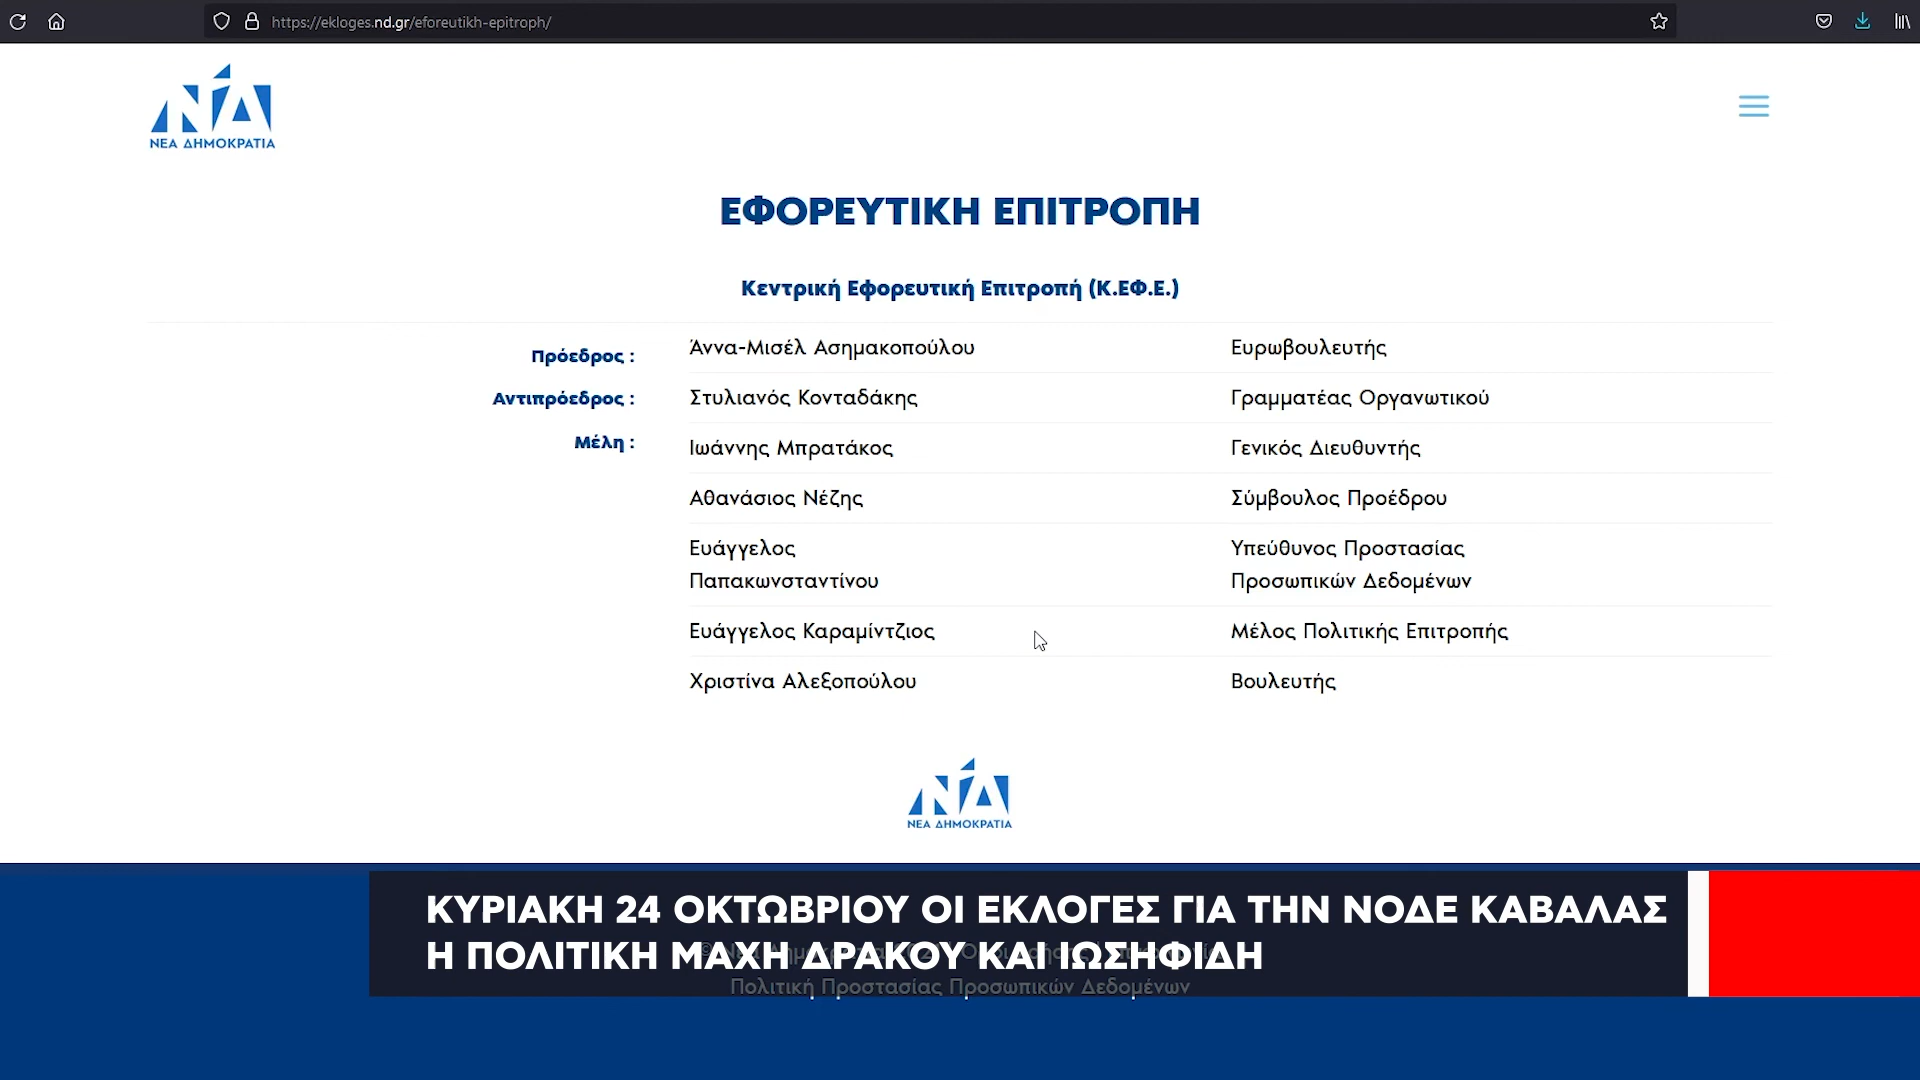 https://ekloges.nd.gr/eforeutikh-epitroph/
ΝΕΑ ΔΗΜΟΚΡΑΤΙΑ
ΕΦΟΡΕΥΤΙΚΗ ΕΠΙΤΡΟΠΗ
Κεντρική Εφορευτική Επιτροπή (Κ.ΕΦ.Ε.)
Πρόεδρος : Άννα-Μισέλ Ασημακοπούλου Ευρωβουλευτής
Αντιπρόεδρος : Στυλιανός Κονταδάκης Γραμματέας Οργανωτικού
Μέλη : Ιωάννης Μπρατάκος Γενικός Διευθυντής
Αθανάσιος Νέζης Σύμβουλος Προέδρου
Ευάγγελος Υπεύθυνος Προστασίας
Παπακωνσταντίνου Προσωπικών Δεδομένων
Ευάγγελος Καραμίντζιος Μέλος Πολιτικής Επιτροπής
Χριστίνα Αλεξοπούλου Βουλευτής
ΝΕΑ ΔΗΜΟΚΡΑΤΙΑ
ΚΥΡΙΑΚΗ 24 ΟΚΤΩΒΡΙΟΥ ΟΙ ΕΚΛΟΓΕΣ ΓΙΑ ΤΗΝ ΝΟΔΕ ΚΑΒΑΛΑΣ
Η ΠΟΛΙΤΙΚΗ ΜΑΧΗ ΔΡΑΚΟΥ ΚΑΙ ΙΩΣΗΦΙΔΗ
Πολιτική Προστασίας Προσωπικών Δεδομένων